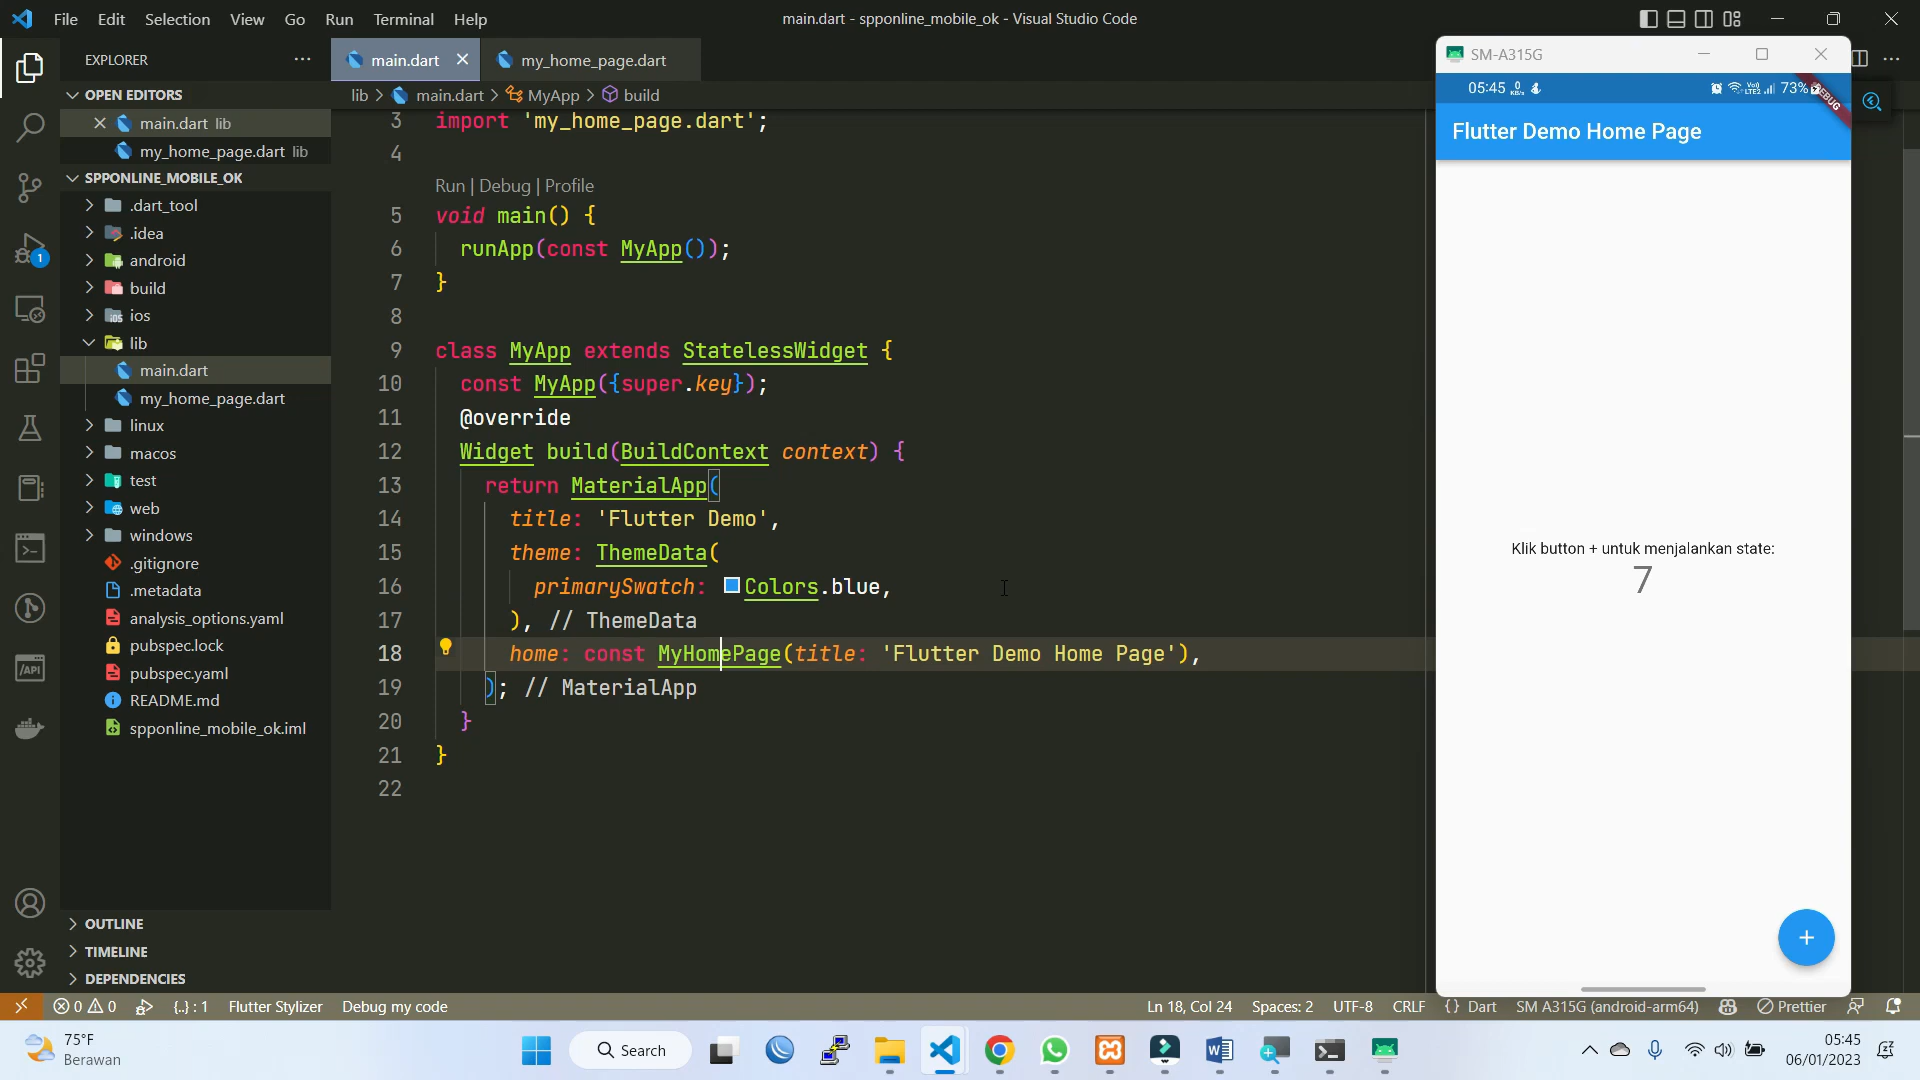 File Edit Selection View Go Run Terminal Help
main.dart - spponline_mobile_ok - Visual Studio Code
EXPLORER
OPEN EDITORS
main.dart lib
my_home_page.dart lib
SPPONLINE_MOBILE_OK
.dart_tool
.idea
android
build
ios
lib
main.dart
my_home_page.dart
linux
macos
test
web
windows
.gitignore
.metadata
analysis_options.yaml
pubspec.lock
pubspec.yaml
README.md
spponline_mobile_ok.iml
OUTLINE
TIMELINE
DEPENDENCIES
1
main.dart my_home_page.dart
lib > main.dart > MyApp > build
3 import 'my_home_page.dart';
4
Run | Debug | Profile
5 void main() {
6 runApp(const MyApp());
7 }
8
9 class MyApp extends StatelessWidget {
10 const MyApp({super.key});
11 @override
12 Widget build(BuildContext context) {
13 return MaterialApp(
14 title: 'Flutter Demo',
15 theme: ThemeData(
16 primarySwatch: Colors.blue,
17 ), // ThemeData
18 home: const MyHomePage(title: 'Flutter Demo Home Page'),
19 ); // MaterialApp
20 }
21 }
22
SM-A315G
05:45 0 KB/s 73%
DEBUG
Flutter Demo Home Page
Klik button + untuk menjalankan state:
7
+
0 0 {..} : 1 Flutter Stylizer Debug my code
Ln 18, Col 24 Spaces: 2 UTF-8 CRLF { } Dart SM A315G (android-arm64) Prettier
75°F
Berawan
Search
05:45
06/01/2023